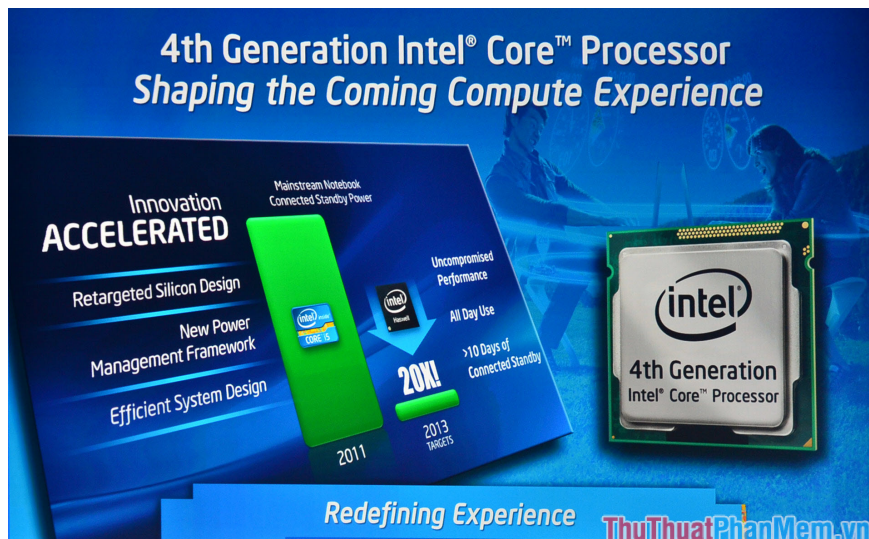 4th Generation Intel® Core™ Processor
Shaping the Coming Compute Experience
Innovation
ACCELERATED
Retargeted Silicon Design
New Power
Management Framework
Efficient System Design
Mainstream Notebook
Connected Standby Power
intel inside
CORE i5
2011
intel
Haswell
20X!
2013
TARGETS
Uncompromised
Performance
All Day Use
>10 Days of
Connected Standby
intel®
4th Generation
Intel® Core™ Processor
Redefining Experience
ThuThuatPhanMem.vn